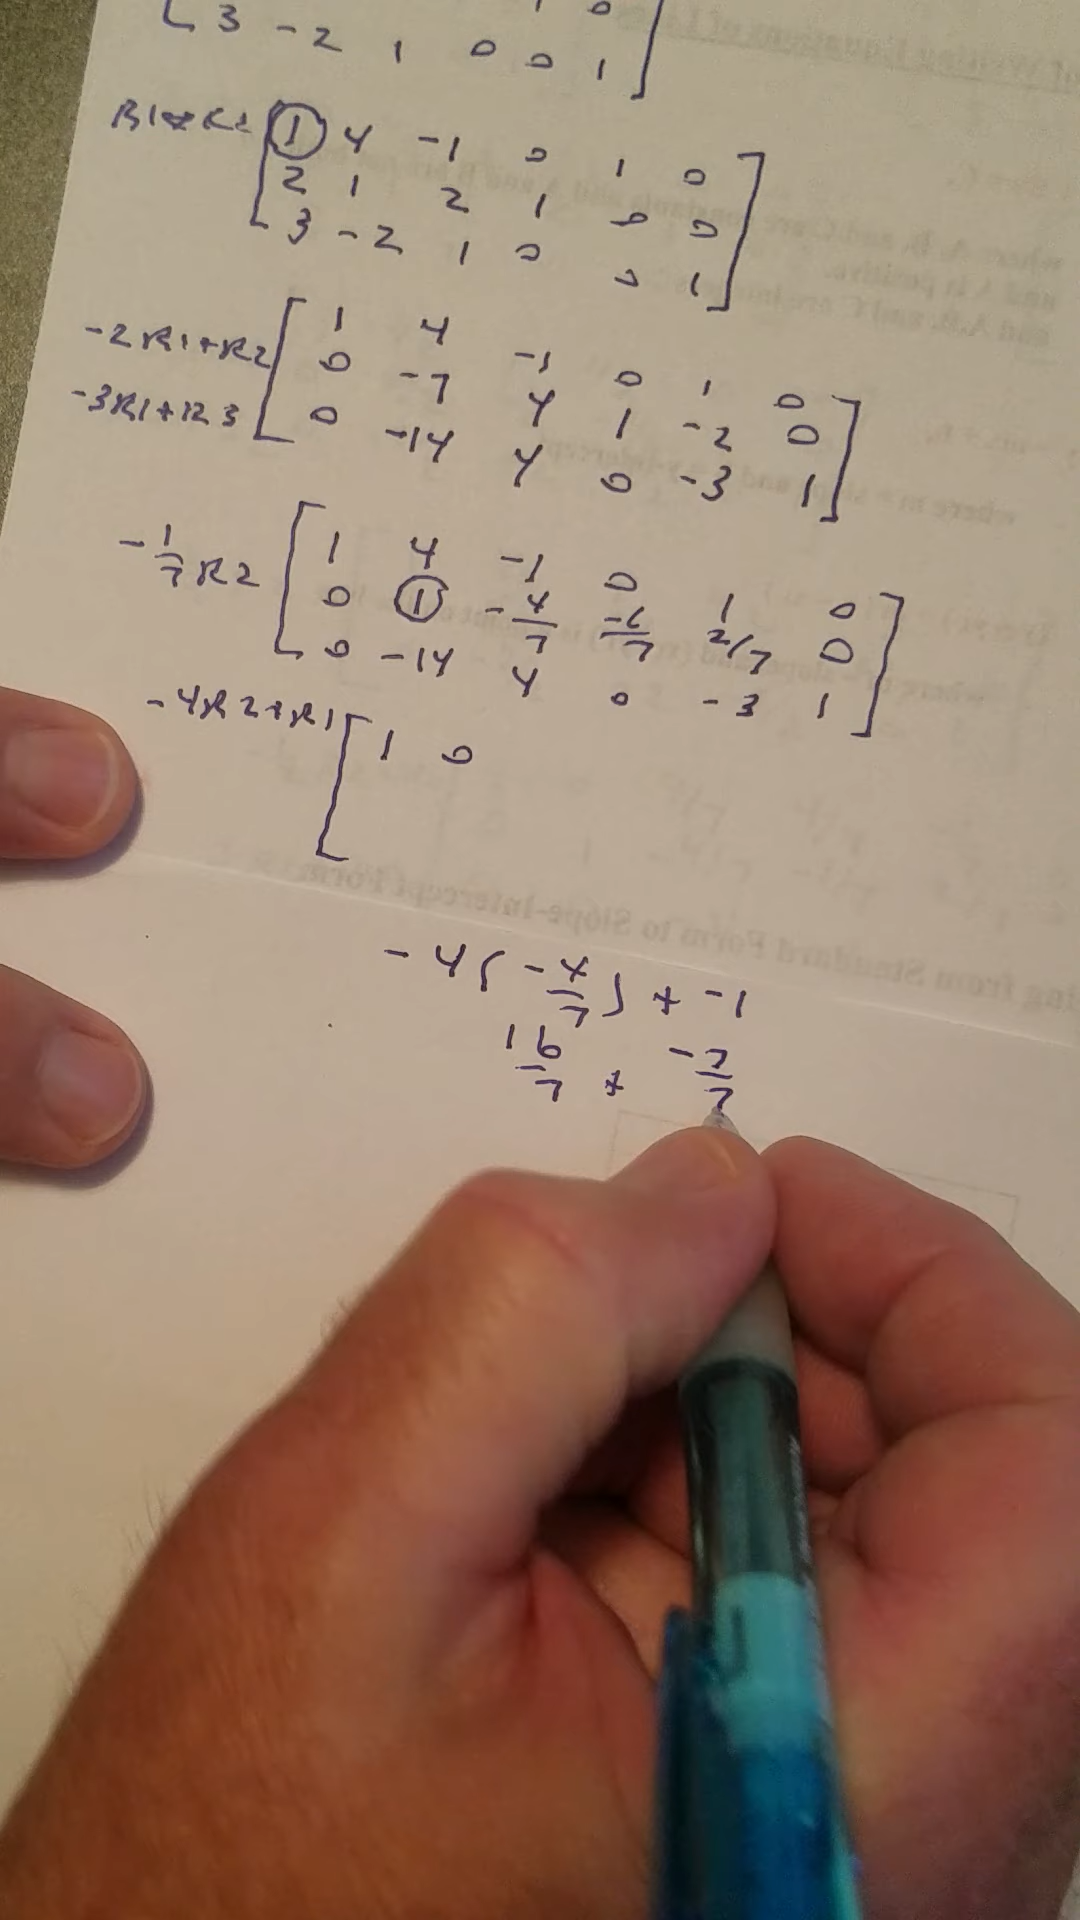 3 -2 1 0 0 1
1 4 -1 0 1 0
2 1 2 1 0 0
3 -2 1 0 0 1
-2R1+R2 1 4 -1 0 1 0
0 -7 4 1 -2 0
-3R1+R3 0 -14 4 0 -3 1
-1/7 R2 1 4 -1 0 1 0
0 1 -4/7 -1/7 2/7 0
0 -14 4 0 -3 1
-4R2+R1 [ 1 0
-4(-4/7) + -1
16/7 + -7/7